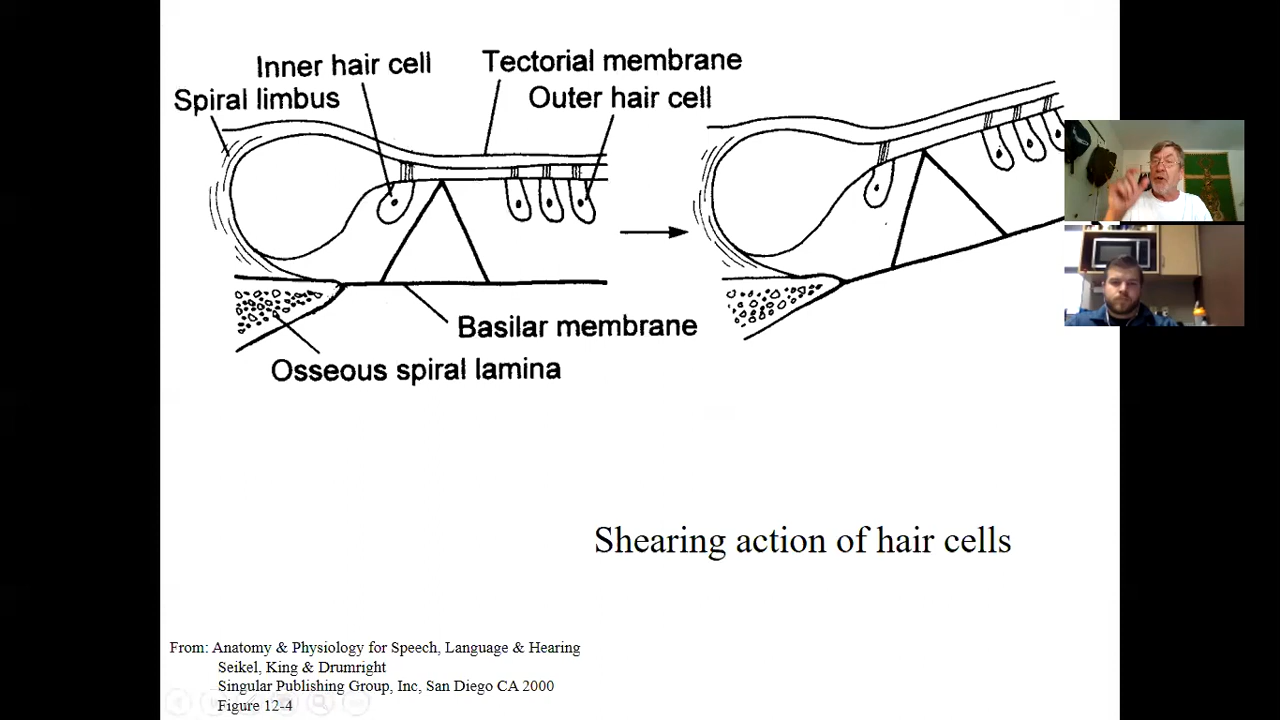 Inner hair cell
Tectorial membrane
Spiral limbus
Outer hair cell
Basilar membrane
Osseous spiral lamina
Shearing action of hair cells
From: Anatomy & Physiology for Speech, Language & Hearing
Seikel, King & Drumright
Singular Publishing Group, Inc, San Diego CA 2000
Figure 12-4